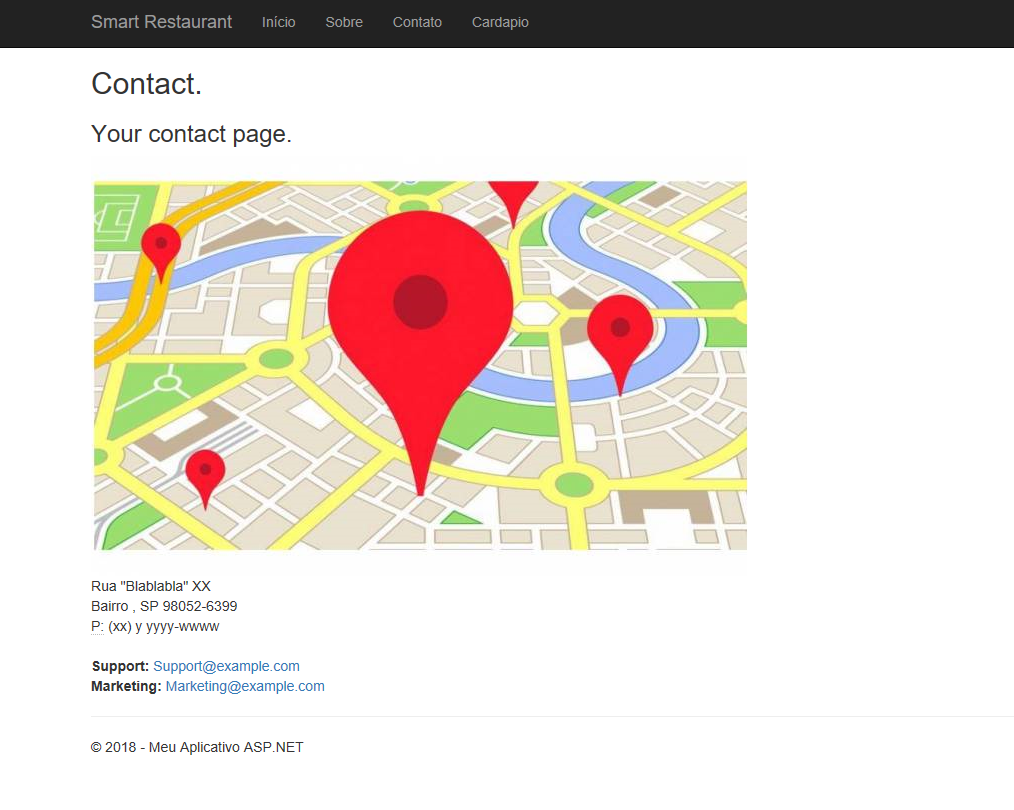 Smart Restaurant Início Sobre Contato Cardapio
Contact.
Your contact page.
Rua "Blablabla" XX
Bairro , SP 98052-6399
P: (xx) y yyyy-wwww
Support: Support@example.com
Marketing: Marketing@example.com
© 2018 - Meu Aplicativo ASP.NET